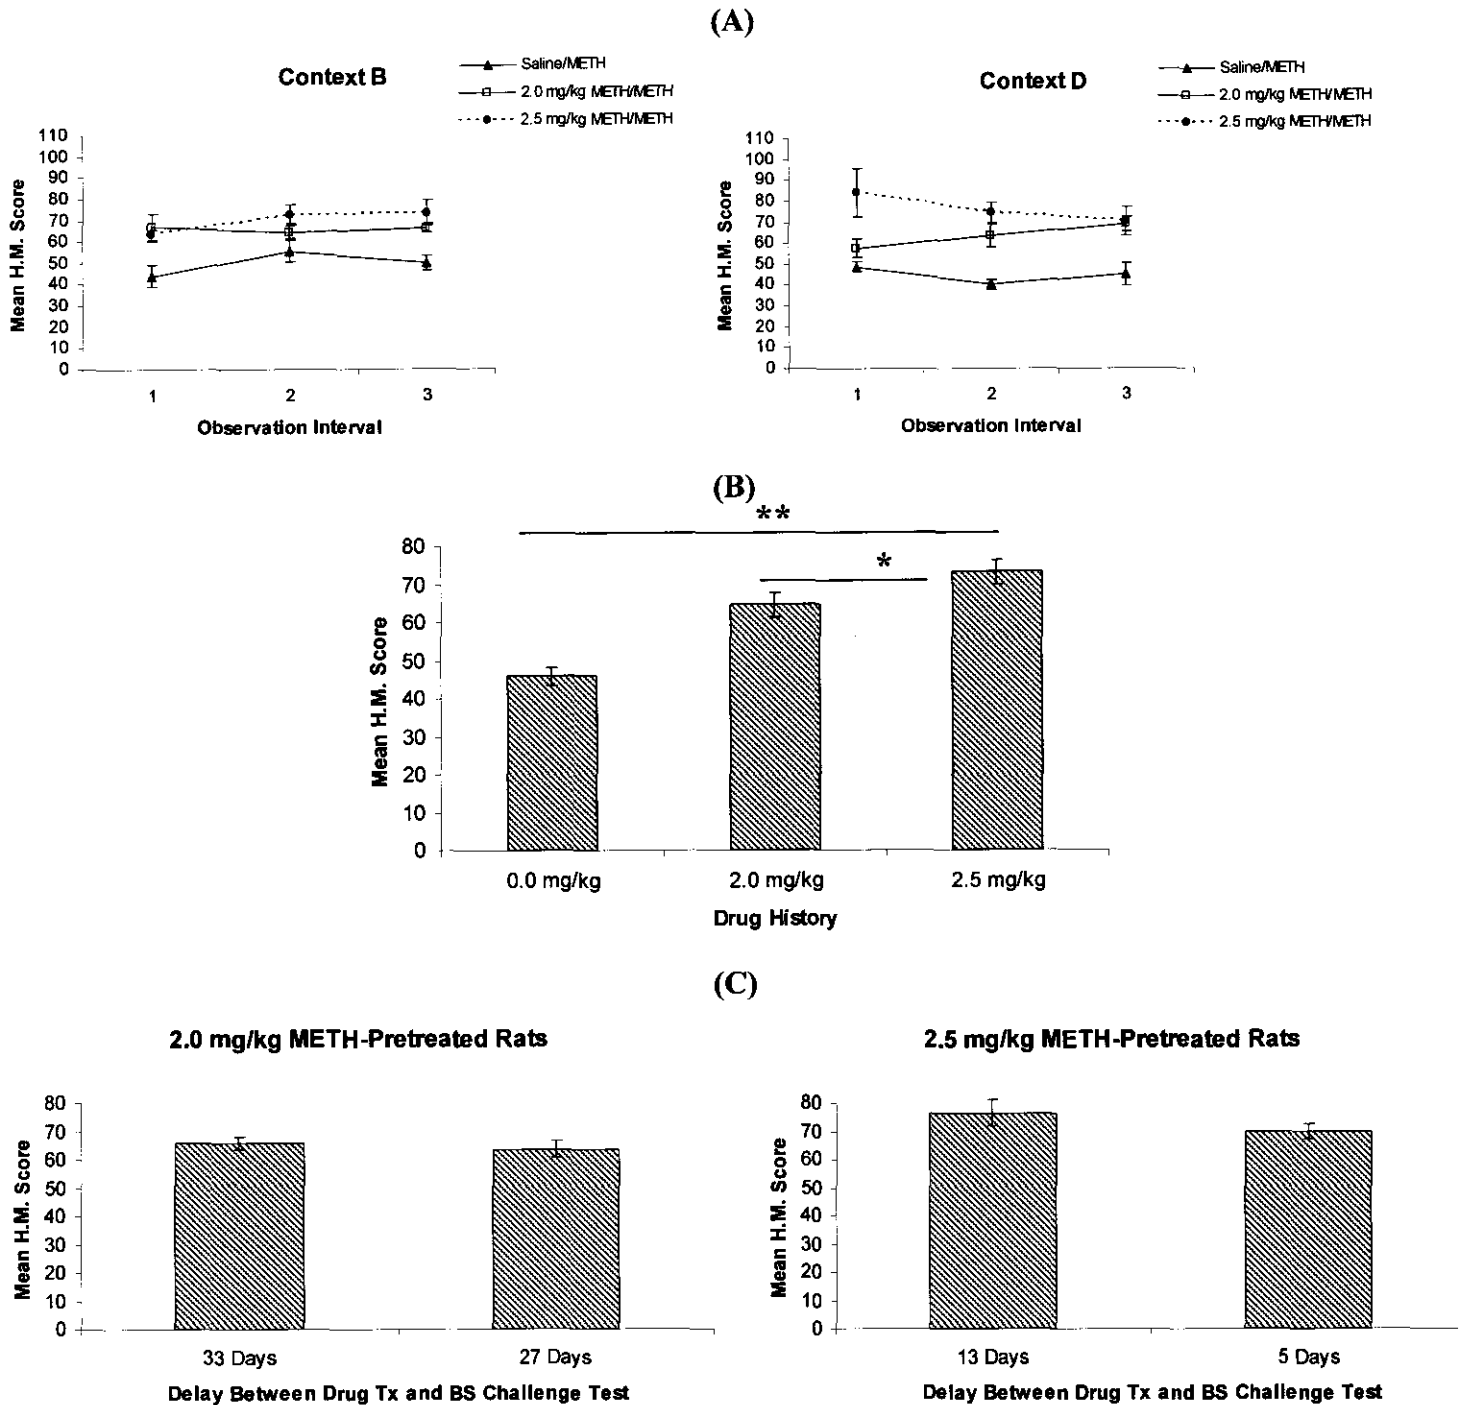 (A)
Context B
Saline/METH
2.0 mg/kg METH/METH
2.5 mg/kg METH/METH
Mean H.M. Score
110
100
90
80
70
60
50
40
30
20
10
0
1 2 3
Observation Interval
Context D
Saline/METH
2.0 mg/kg METH/METH
2.5 mg/kg METH/METH
Mean H.M. Score
110
100
90
80
70
60
50
40
30
20
10
0
1 2 3
Observation Interval
(B)
**
*
Mean H.M. Score
80
70
60
50
40
30
20
10
0
0.0 mg/kg 2.0 mg/kg 2.5 mg/kg
Drug History
(C)
2.0 mg/kg METH-Pretreated Rats
Mean H.M. Score
80
70
60
50
40
30
20
10
0
33 Days 27 Days
Delay Between Drug Tx and BS Challenge Test
2.5 mg/kg METH-Pretreated Rats
Mean H.M. Score
80
70
60
50
40
30
20
10
0
13 Days 5 Days
Delay Between Drug Tx and BS Challenge Test